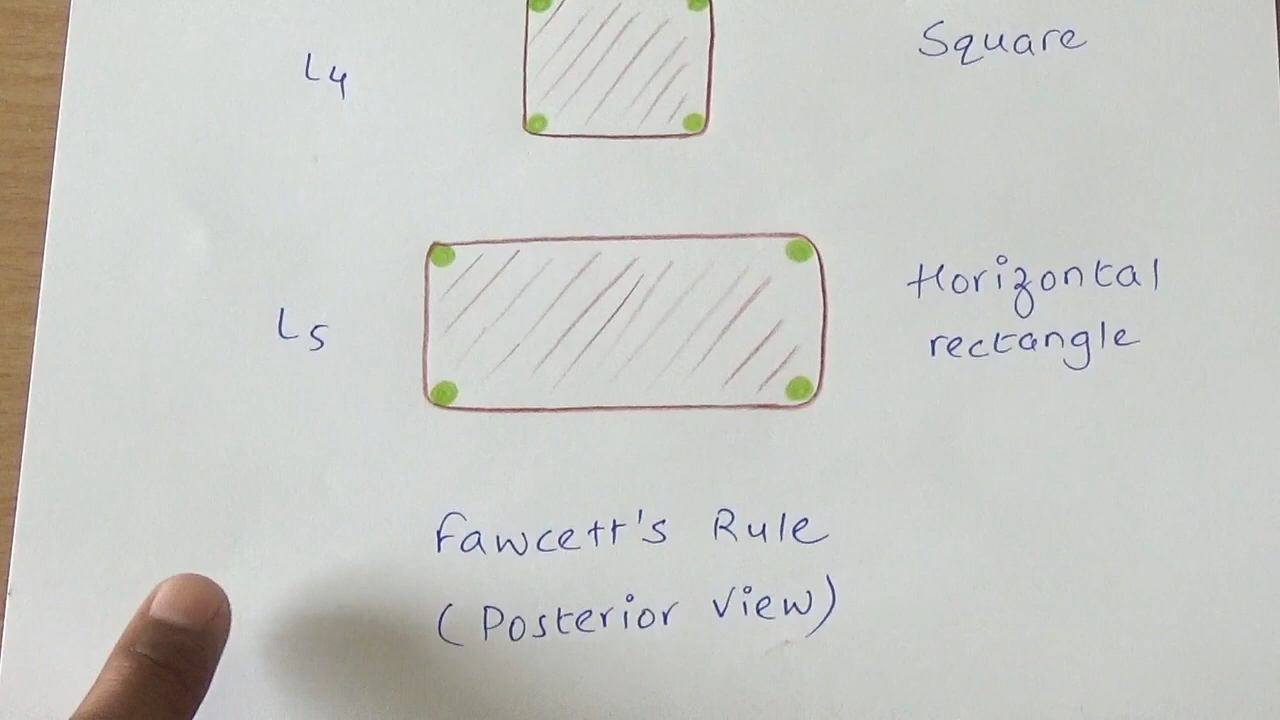 L4
Square
L5
Horizontal
rectangle
Fawcett's Rule
(Posterior View)